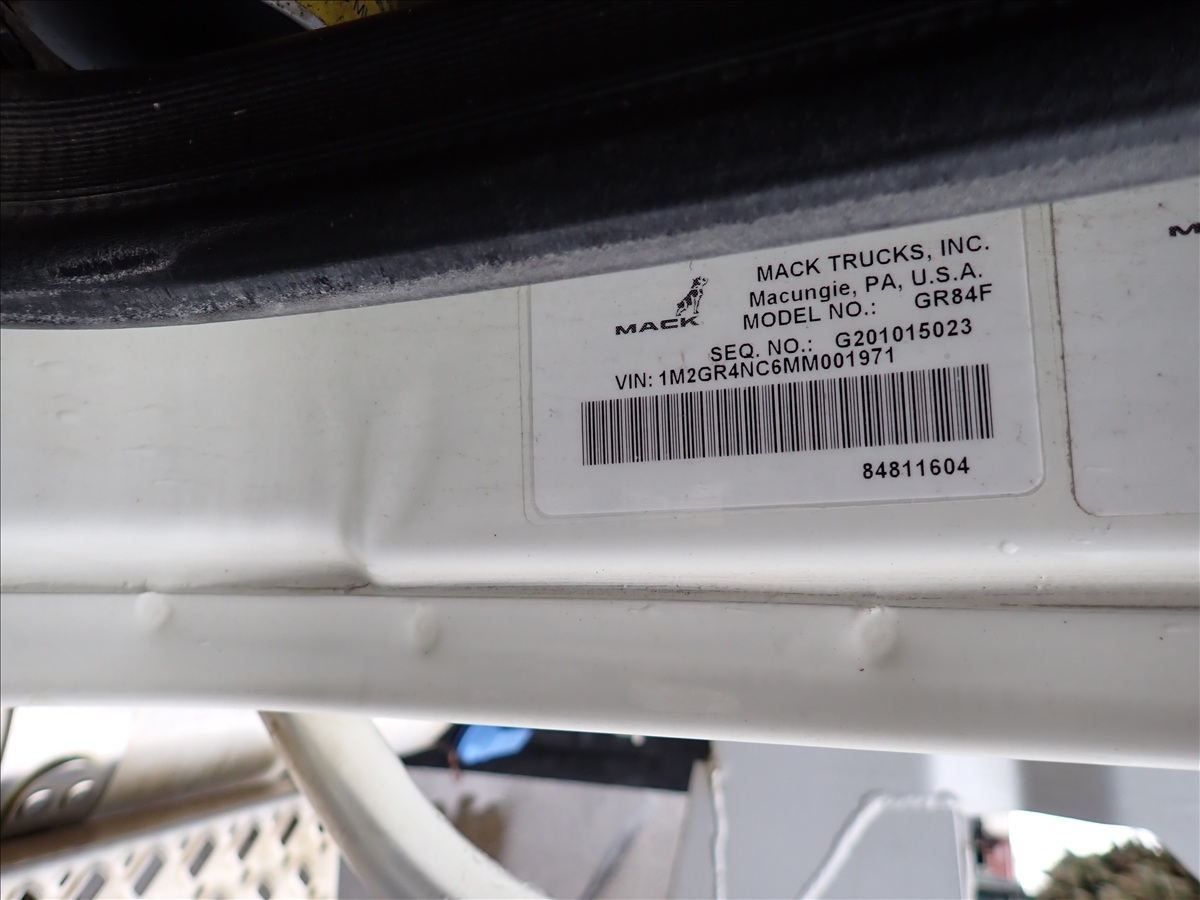 MACK TRUCKS, INC.
Macungie, PA, U.S.A.
MACK
MODEL NO.: GR84F
SEQ. NO.: G201015023
VIN: 1M2GR4NC6MM001971
84811604